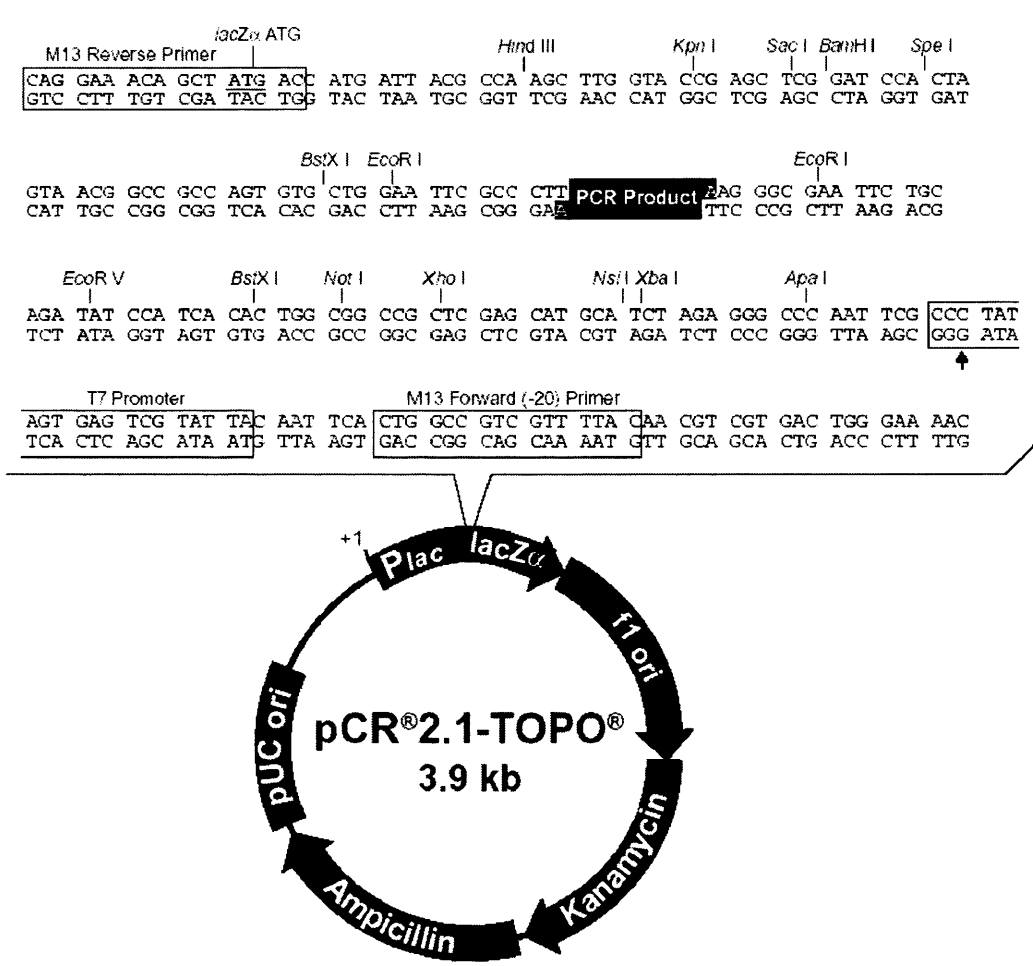 lacZα ATG
M13 Reverse Primer
Hind III Kpn I Sac I BamH I Spe I
CAG GAA ACA GCT ATG ACC ATG ATT ACG CCA AGC TTG GTA CCG AGC TCG GAT CCA CTA
GTC CTT TGT CGA TAC TGG TAC TAA TGC GGT TCG AAC CAT GGC TCG AGC CTA GGT GAT
BstX I EcoR I EcoR I
GTA ACG GCC GCC AGT GTG CTG GAA TTC GCC CTT PCR Product AAG GGC GAA TTC TGC
CAT TGC CGG CGG TCA CAC GAC CTT AAG CGG GAA TTC CCG CTT AAG ACG
EcoR V BstX I Not I Xho I Nsi I Xba I Apa I
AGA TAT CCA TCA CAC TGG CGG CCG CTC GAG CAT GCA TCT AGA GGG CCC AAT TCG CCC TAT
TCT ATA GGT AGT GTG ACC GCC GGC GAG CTC GTA CGT AGA TCT CCC GGG TTA AGC GGG ATA
T7 Promoter M13 Forward (-20) Primer
AGT GAG TCG TAT TAC AAT TCA CTG GCC GTC GTT TTA CAA CGT CGT GAC TGG GAA AAC
TCA CTC AGC ATA ATG TTA AGT GAC CGG CAG CAA AAT GTT GCA GCA CTG ACC CTT TTG
+1
Plac lacZα
f1 ori
Kanamycin
Ampicillin
pUC ori
pCR®2.1-TOPO®
3.9 kb